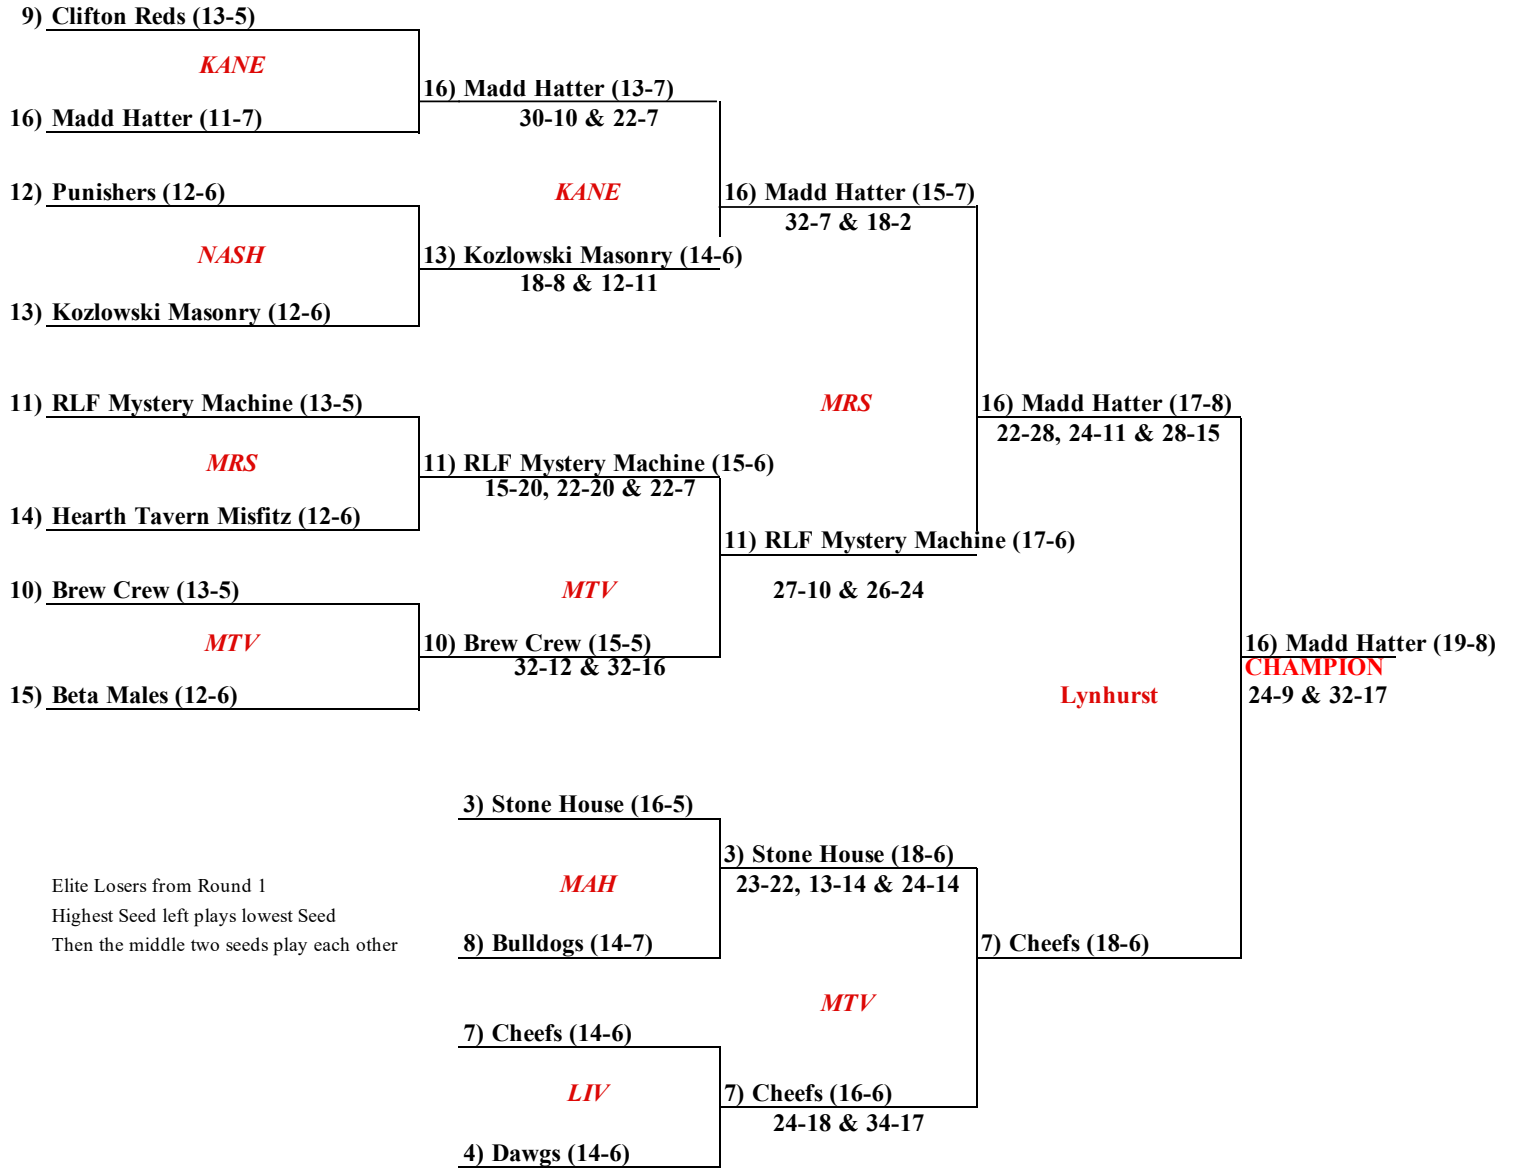 9) Clifton Reds (13-5)
KANE
16) Madd Hatter (13-7)
16) Madd Hatter (11-7)
30-10 & 22-7
12) Punishers (12-6)
KANE
16) Madd Hatter (15-7)
32-7 & 18-2
NASH
13) Kozlowski Masonry (14-6)
18-8 & 12-11
13) Kozlowski Masonry (12-6)
11) RLF Mystery Machine (13-5)
MRS
16) Madd Hatter (17-8)
22-28, 24-11 & 28-15
MRS
11) RLF Mystery Machine (15-6)
15-20, 22-20 & 22-7
14) Hearth Tavern Misfitz (12-6)
11) RLF Mystery Machine (17-6)
10) Brew Crew (13-5)
MTV
27-10 & 26-24
MTV
10) Brew Crew (15-5)
32-12 & 32-16
16) Madd Hatter (19-8)
CHAMPION
15) Beta Males (12-6)
Lynhurst
24-9 & 32-17
3) Stone House (16-5)
3) Stone House (18-6)
23-22, 13-14 & 24-14
Elite Losers from Round 1
MAH
Highest Seed left plays lowest Seed
Then the middle two seeds play each other
8) Bulldogs (14-7)
7) Cheefs (18-6)
MTV
7) Cheefs (14-6)
LIV
7) Cheefs (16-6)
24-18 & 34-17
4) Dawgs (14-6)